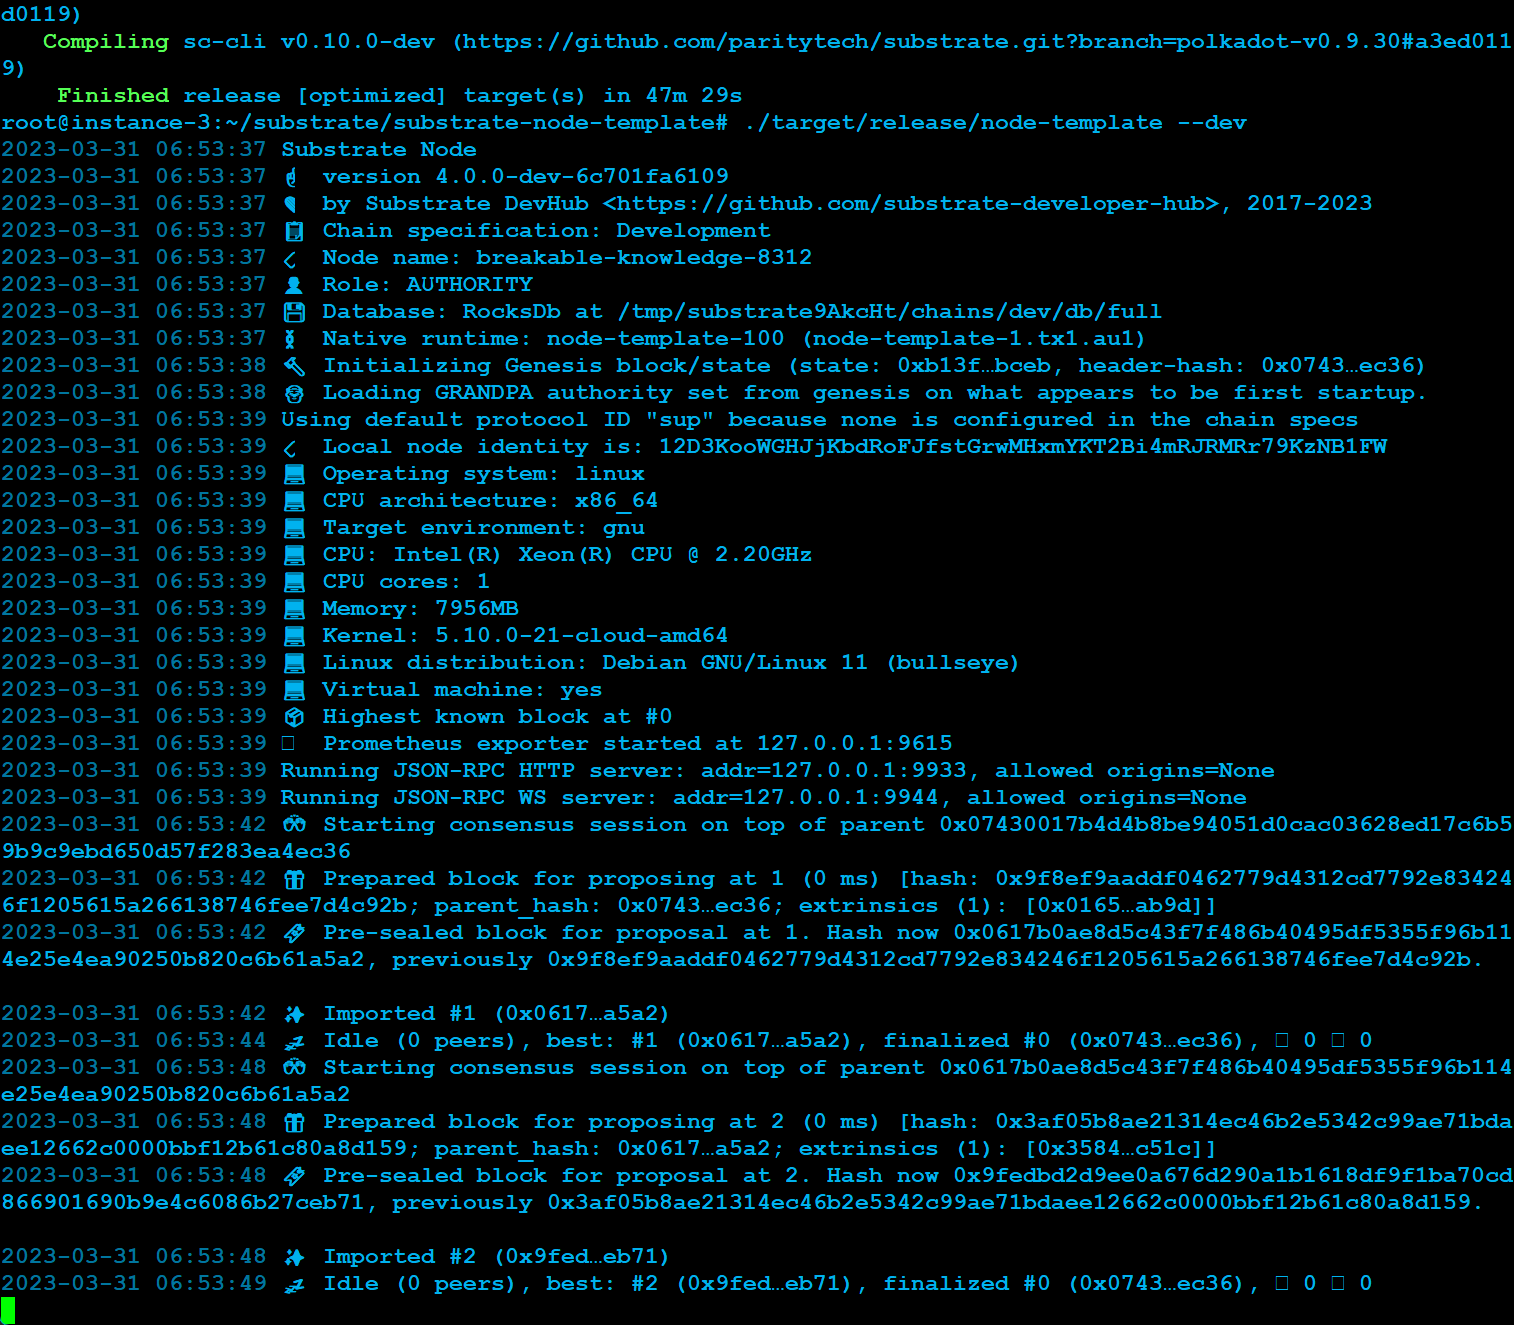 d0119)
   Compiling sc-cli v0.10.0-dev (https://github.com/paritytech/substrate.git?branch=polkadot-v0.9.30#a3ed011
9)
    Finished release [optimized] target(s) in 47m 29s
root@instance-3:~/substrate/substrate-node-template# ./target/release/node-template --dev
2023-03-31 06:53:37 Substrate Node
2023-03-31 06:53:37 version 4.0.0-dev-6c701fa6109
2023-03-31 06:53:37 by Substrate DevHub <https://github.com/substrate-developer-hub>, 2017-2023
2023-03-31 06:53:37 Chain specification: Development
2023-03-31 06:53:37 Node name: breakable-knowledge-8312
2023-03-31 06:53:37 Role: AUTHORITY
2023-03-31 06:53:37 Database: RocksDb at /tmp/substrate9AkcHt/chains/dev/db/full
2023-03-31 06:53:37 Native runtime: node-template-100 (node-template-1.tx1.au1)
2023-03-31 06:53:38 Initializing Genesis block/state (state: 0xb13f…bceb, header-hash: 0x0743…ec36)
2023-03-31 06:53:38 Loading GRANDPA authority set from genesis on what appears to be first startup.
2023-03-31 06:53:39 Using default protocol ID "sup" because none is configured in the chain specs
2023-03-31 06:53:39 Local node identity is: 12D3KooWGHJjKbdRoFJfstGrwMHxmYKT2Bi4mRJRMRr79KzNB1FW
2023-03-31 06:53:39 Operating system: linux
2023-03-31 06:53:39 CPU architecture: x86_64
2023-03-31 06:53:39 Target environment: gnu
2023-03-31 06:53:39 CPU: Intel(R) Xeon(R) CPU @ 2.20GHz
2023-03-31 06:53:39 CPU cores: 1
2023-03-31 06:53:39 Memory: 7956MB
2023-03-31 06:53:39 Kernel: 5.10.0-21-cloud-amd64
2023-03-31 06:53:39 Linux distribution: Debian GNU/Linux 11 (bullseye)
2023-03-31 06:53:39 Virtual machine: yes
2023-03-31 06:53:39 Highest known block at #0
2023-03-31 06:53:39 Prometheus exporter started at 127.0.0.1:9615
2023-03-31 06:53:39 Running JSON-RPC HTTP server: addr=127.0.0.1:9933, allowed origins=None
2023-03-31 06:53:39 Running JSON-RPC WS server: addr=127.0.0.1:9944, allowed origins=None
2023-03-31 06:53:42 Starting consensus session on top of parent 0x07430017b4d4b8be94051d0cac03628ed17c6b5
9b9c9ebd650d57f283ea4ec36
2023-03-31 06:53:42 Prepared block for proposing at 1 (0 ms) [hash: 0x9f8ef9aaddf0462779d4312cd7792e83424
6f1205615a266138746fee7d4c92b; parent_hash: 0x0743…ec36; extrinsics (1): [0x0165…ab9d]]
2023-03-31 06:53:42 Pre-sealed block for proposal at 1. Hash now 0x0617b0ae8d5c43f7f486b40495df5355f96b11
4e25e4ea90250b820c6b61a5a2, previously 0x9f8ef9aaddf0462779d4312cd7792e834246f1205615a266138746fee7d4c92b.
2023-03-31 06:53:42 Imported #1 (0x0617…a5a2)
2023-03-31 06:53:44 Idle (0 peers), best: #1 (0x0617…a5a2), finalized #0 (0x0743…ec36), □ 0 □ 0
2023-03-31 06:53:48 Starting consensus session on top of parent 0x0617b0ae8d5c43f7f486b40495df5355f96b114
e25e4ea90250b820c6b61a5a2
2023-03-31 06:53:48 Prepared block for proposing at 2 (0 ms) [hash: 0x3af05b8ae21314ec46b2e5342c99ae71bda
ee12662c0000bbf12b61c80a8d159; parent_hash: 0x0617…a5a2; extrinsics (1): [0x3584…c51c]]
2023-03-31 06:53:48 Pre-sealed block for proposal at 2. Hash now 0x9fedbd2d9ee0a676d290a1b1618df9f1ba70cd
866901690b9e4c6086b27ceb71, previously 0x3af05b8ae21314ec46b2e5342c99ae71bdaee12662c0000bbf12b61c80a8d159.
2023-03-31 06:53:48 Imported #2 (0x9fed…eb71)
2023-03-31 06:53:49 Idle (0 peers), best: #2 (0x9fed…eb71), finalized #0 (0x0743…ec36), □ 0 □ 0